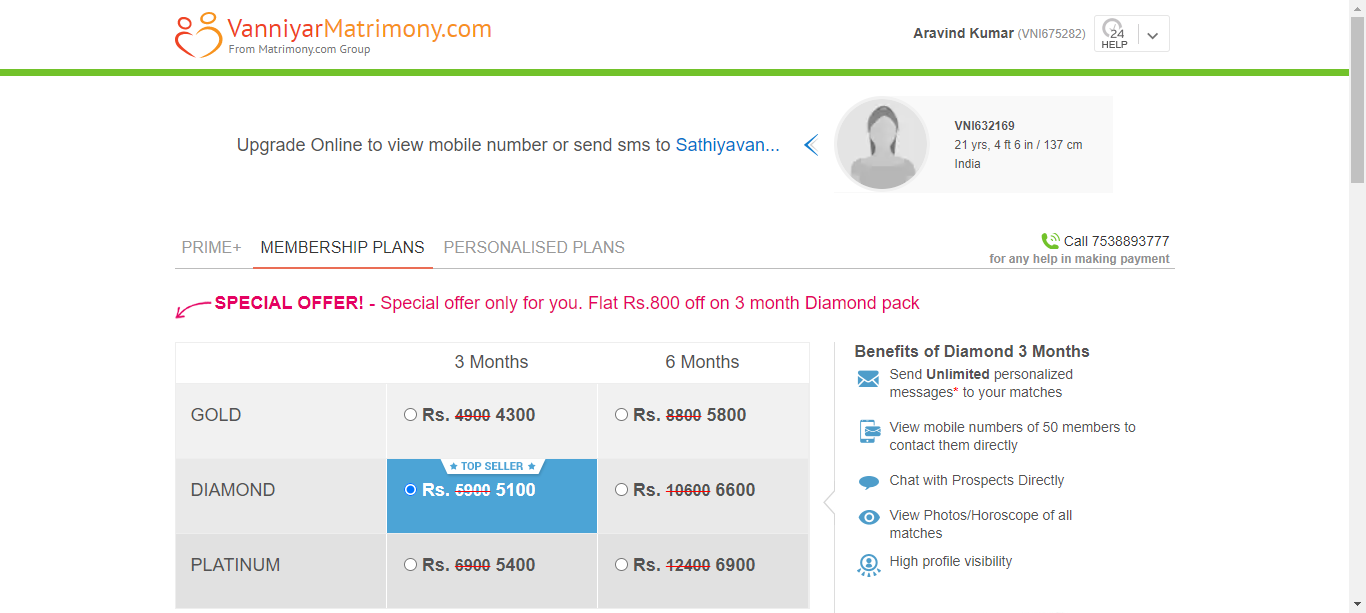 VanniyarMatrimony.com
From Matrimony.com Group
Aravind Kumar (VNI675282)
24
HELP
Upgrade Online to view mobile number or send sms to Sathiyavan...
VNI632169
21 yrs, 4 ft 6 in / 137 cm
India
PRIME+ MEMBERSHIP PLANS PERSONALISED PLANS
Call 7538893777
for any help in making payment
SPECIAL OFFER! - Special offer only for you. Flat Rs.800 off on 3 month Diamond pack
3 Months 6 Months
GOLD Rs. 4900 4300 Rs. 8800 5800
TOP SELLER
DIAMOND Rs. 5900 5100 Rs. 10600 6600
PLATINUM Rs. 6900 5400 Rs. 12400 6900
Benefits of Diamond 3 Months
Send Unlimited personalized
messages* to your matches
View mobile numbers of 50 members to
contact them directly
Chat with Prospects Directly
View Photos/Horoscope of all
matches
High profile visibility